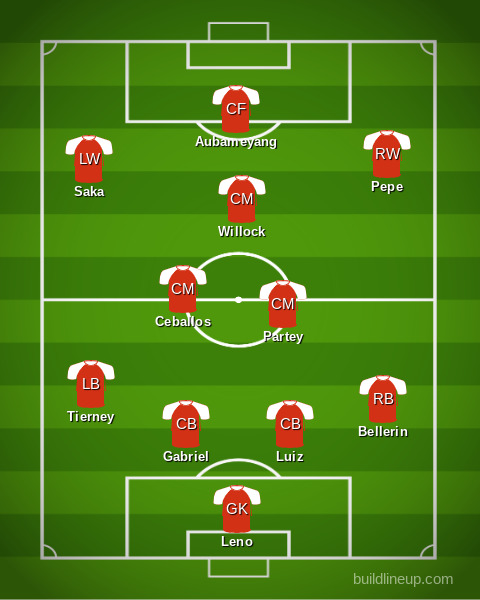 CF
Aubameyang
LW
Saka
RW
Pepe
CM
Willock
CM
Ceballos
CM
Partey
LB
Tierney
RB
Bellerin
CB
Gabriel
CB
Luiz
GK
Leno
buildlineup.com